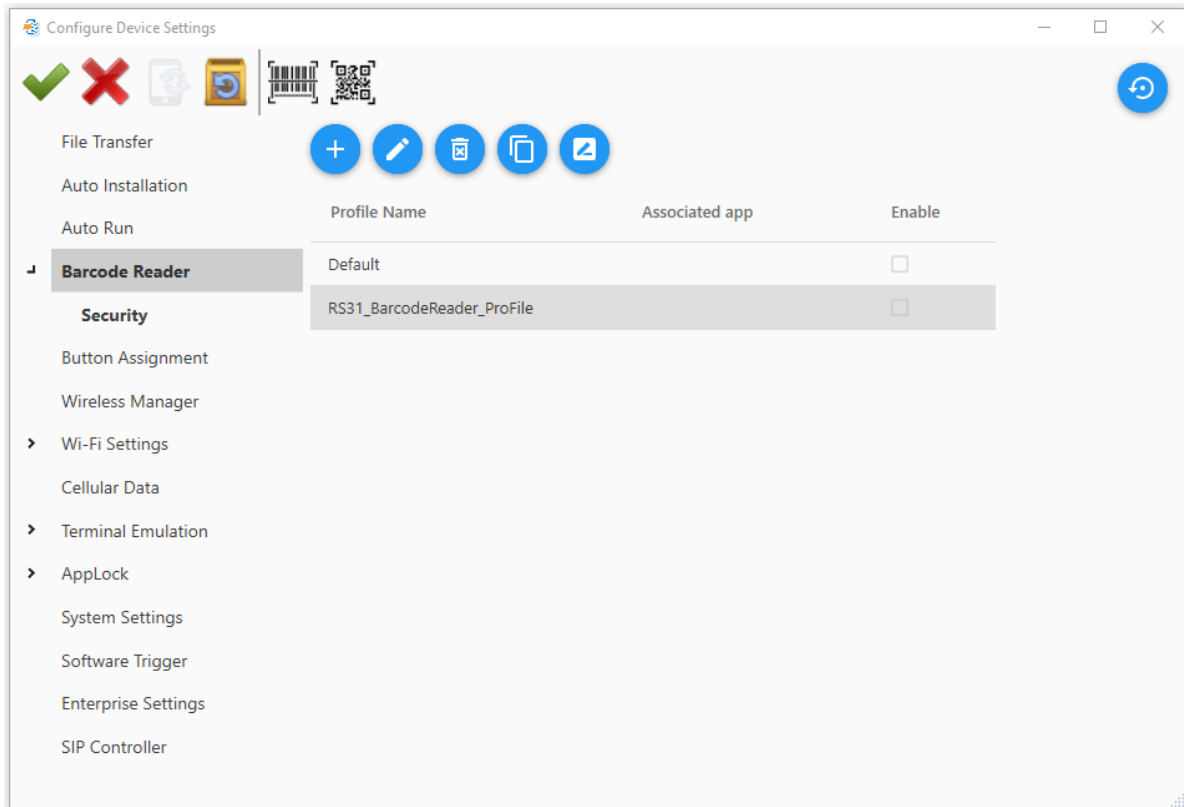 Configure Device Settings
File Transfer
Auto Installation
Auto Run
Barcode Reader
Security
Button Assignment
Wireless Manager
Wi-Fi Settings
Cellular Data
Terminal Emulation
AppLock
System Settings
Software Trigger
Enterprise Settings
SIP Controller
Profile Name Associated app Enable
Default
RS31_BarcodeReader_ProFile